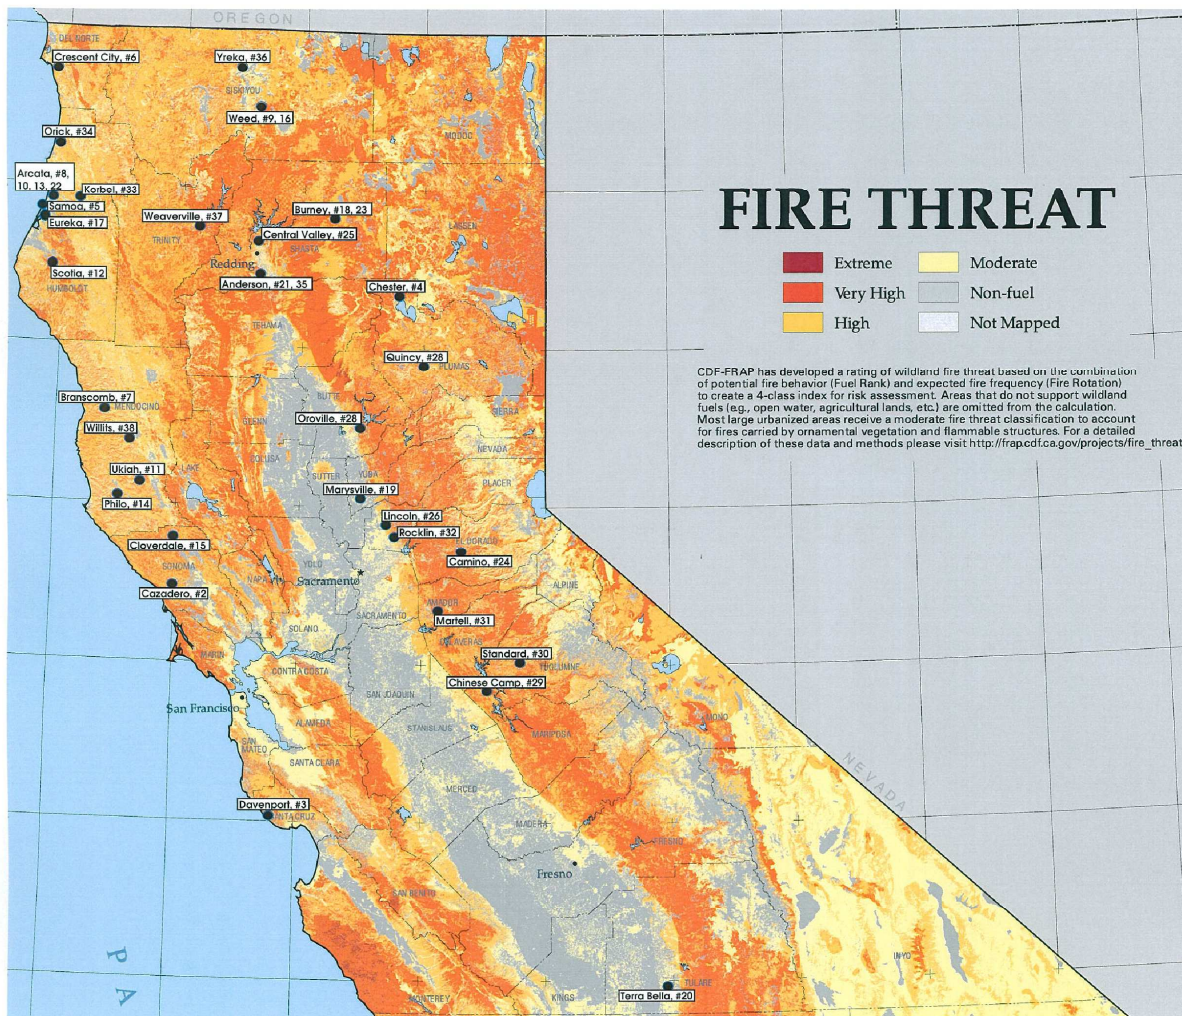 OREGON
DEL NORTE
Crescent City, #6
Yreka, #36
SISKIYOU
Weed, #9, 16
MODOC
Orick, #34
Arcata, #8,
10, 13, 22
Korbel, #33
Samoa, #5
Eureka, #17
Weaverville, #37
Burney, #18, 23
Central Valley, #25
TRINITY
SHASTA
LASSEN
Redding
Scotia, #12
HUMBOLDT
Anderson, #21, 35
Chester, #4
TEHAMA
Quincy, #28
PLUMAS
Branscomb, #7
MENDOCINO
BUTTE
SIERRA
Oroville, #28
GLENN
Willits, #38
NEVADA
COLUSA
LAKE
Ukiah, #11
SUTTER
YUBA
PLACER
Marysville, #19
Philo, #14
Lincoln, #26
Rocklin, #32
Cloverdale, #15
EL DORADO
Camino, #24
SONOMA
YOLO
NAPA
Sacramento
ALPINE
Cazadero, #2
AMADOR
SACRAMENTO
Martell, #31
SOLANO
CALAVERAS
MARIN
Standard, #30
TUOLUMNE
CONTRA COSTA
Chinese Camp, #29
SAN JOAQUIN
San Francisco
ALAMEDA
MONO
STANISLAUS
MARIPOSA
SAN
MATEO
SANTA CLARA
NEVADA
MERCED
Davenport, #3
SANTA CRUZ
MADERA
FRESNO
Fresno
SAN BENITO
INYO
TULARE
Terra Bella, #20
MONTEREY
KINGS
P A
FIRE THREAT
Extreme
Moderate
Very High
Non-fuel
High
Not Mapped
CDF-FRAP has developed a rating of wildland fire threat based on the combination
of potential fire behavior (Fuel Rank) and expected fire frequency (Fire Rotation)
to create a 4-class index for risk assessment. Areas that do not support wildland
fuels (e.g., open water, agricultural lands, etc.) are omitted from the calculation.
Most large urbanized areas receive a moderate fire threat classification to account
for fires carried by ornamental vegetation and flammable structures. For a detailed
description of these data and methods please visit http://frap.cdf.ca.gov/projects/fire_threat